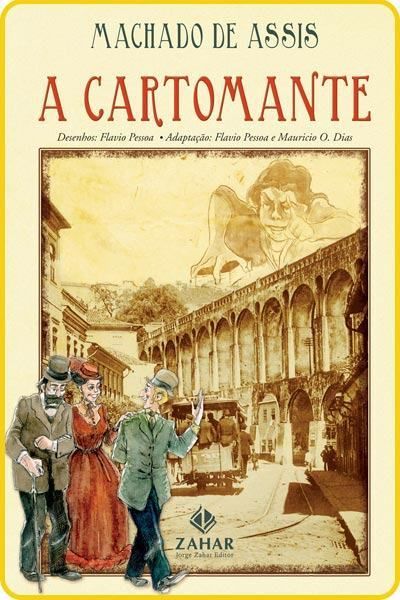 MACHADO DE ASSIS
A CARTOMANTE
Desenhos: Flavio Pessoa • Adaptação: Flavio Pessoa e Mauricio O. Dias
ZAHAR
Jorge Zahar Editor